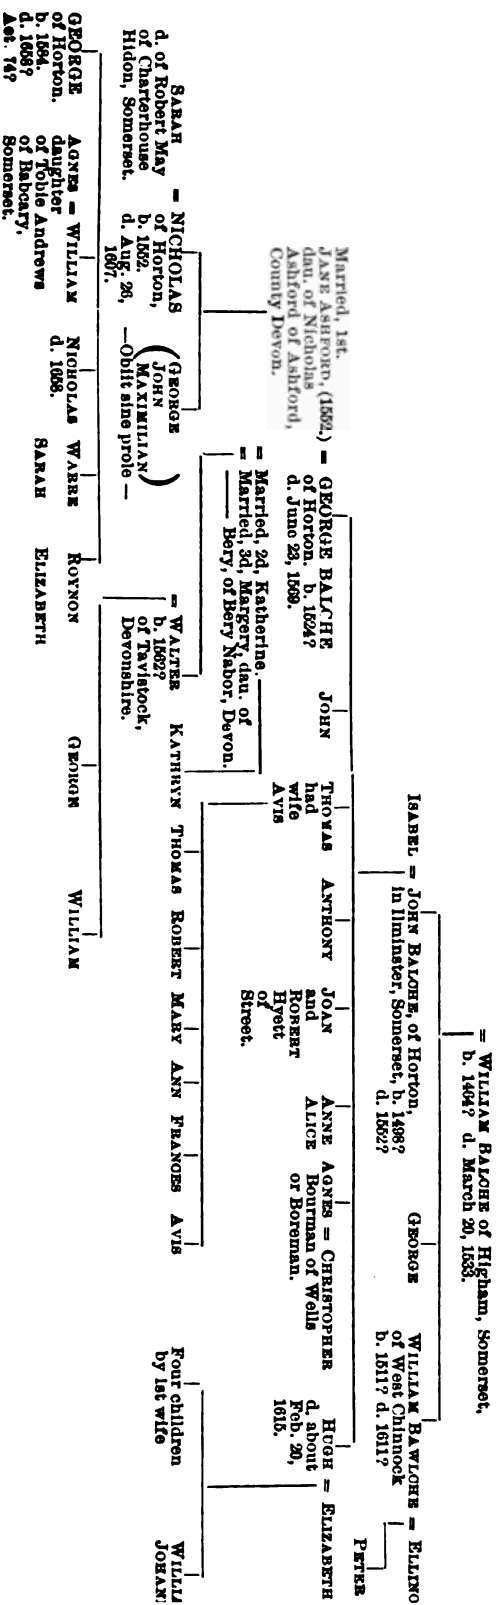 = WILLIAM BALCHE of Higham, Somerset,
b. 1464? d. March 20, 1533.
ISABEL = JOHN BALCHE, of Horton,
in Ilminster, Somerset, b. 1498?
d. 1552?
GEORGE
WILLIAM BAWLCHE = ELLINO
of West Chinnock
b. 1511? d. 1611?
PETER
Married, 1st.
JANE ASHFORD, (1552.) = GEORGE BALCHE
dau. of Nicholas
Ashford of Ashford,
County Devon.
of Horton. b. 1524?
d. June 23, 1569.
JOHN
THOMAS
had
wife
AVIS
ANTHONY
JOAN
and
ROBERT
Hyett
of
Street.
ANNE
ALICE
AGNES = CHRISTOPHER
Bourman of Wells
or Boreman.
HUGH = ELIZABETH
d. about
Feb. 20,
1615.
= Married, 2d, Katherine.
= Married, 3d, Margery, dau. of
Bery, of Bery Nabor, Devon.
SARAH = NICHOLAS
d. of Robert May
of Charterhouse
Hidon, Somerset.
of Horton,
b. 1552.
d. Aug. 26,
1607.
(GEORGE
JOHN
MAXIMILIAN)
—Obiit sine prole—
= WALTER
b. 1562?
of Tavistock,
Devonshire.
KATHRYN
THOMAS
ROBERT
MARY
ANN
FRANCES
AVIS
Four children
by 1st wife
WILLI
JOHAN
GEORGE
of Horton.
b. 1584.
d. 1658?
Aet. 74?
AGNES = WILLIAM
daughter
of Tobie Andrews
of Babcary,
Somerset.
NICHOLAS
d. 1658.
WARRE
SARAH
ROYNON
ELIZABETH
GEORGE
WILLIAM